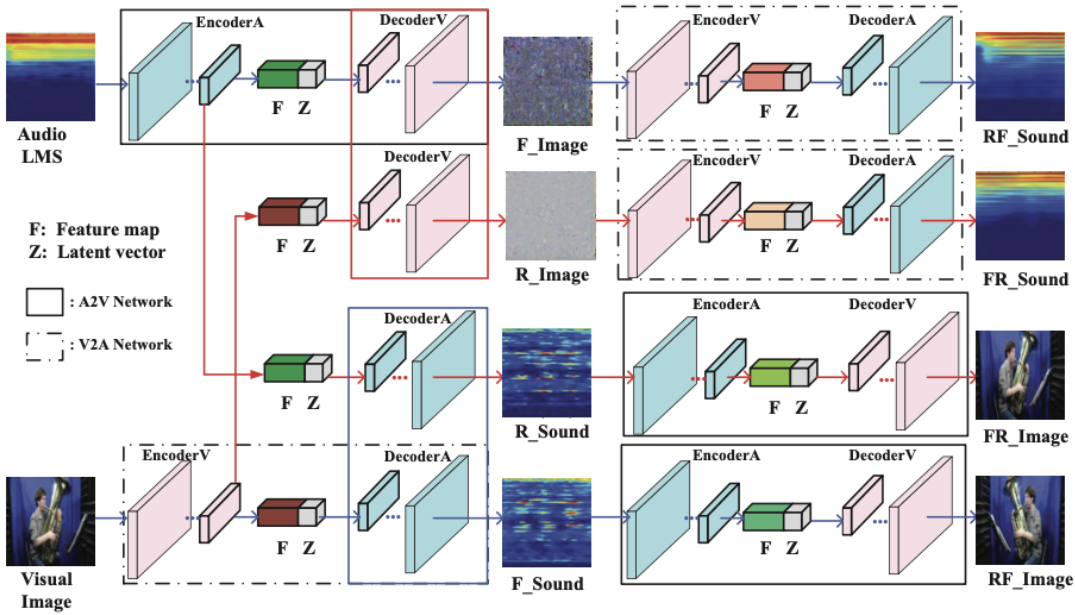 EncoderA
DecoderV
F Z
Audio
LMS
F_Image
EncoderV
DecoderA
F Z
RF_Sound
DecoderV
F Z
R_Image
EncoderV
DecoderA
F Z
FR_Sound
F: Feature map
Z: Latent vector
: A2V Network
: V2A Network
DecoderA
F Z
R_Sound
EncoderA
DecoderV
F Z
FR_Image
EncoderV
DecoderA
F Z
Visual
Image
F_Sound
EncoderA
DecoderV
F Z
RF_Image